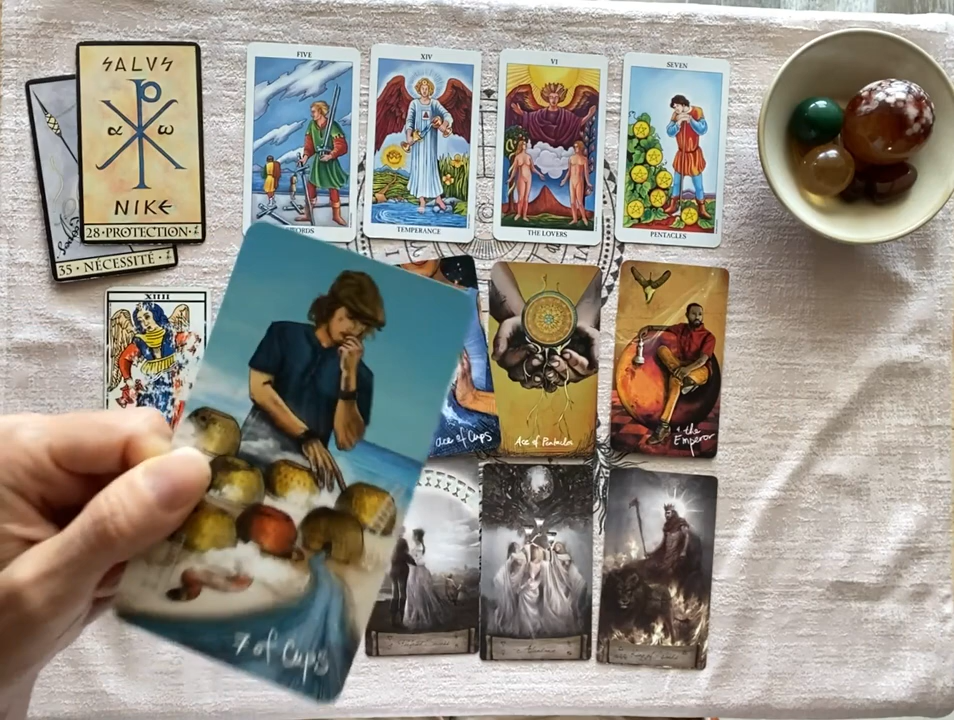 SALVS
α ω
NIKE
28·PROTECTION·
35·NÉCESSITÉ·
XIIII
FIVE
XIV
TEMPERANCE
VI
THE LOVERS
SEVEN
PENTACLES
7 of Cups
ace of Cups
Ace of Pentacles
4 the
Emperor